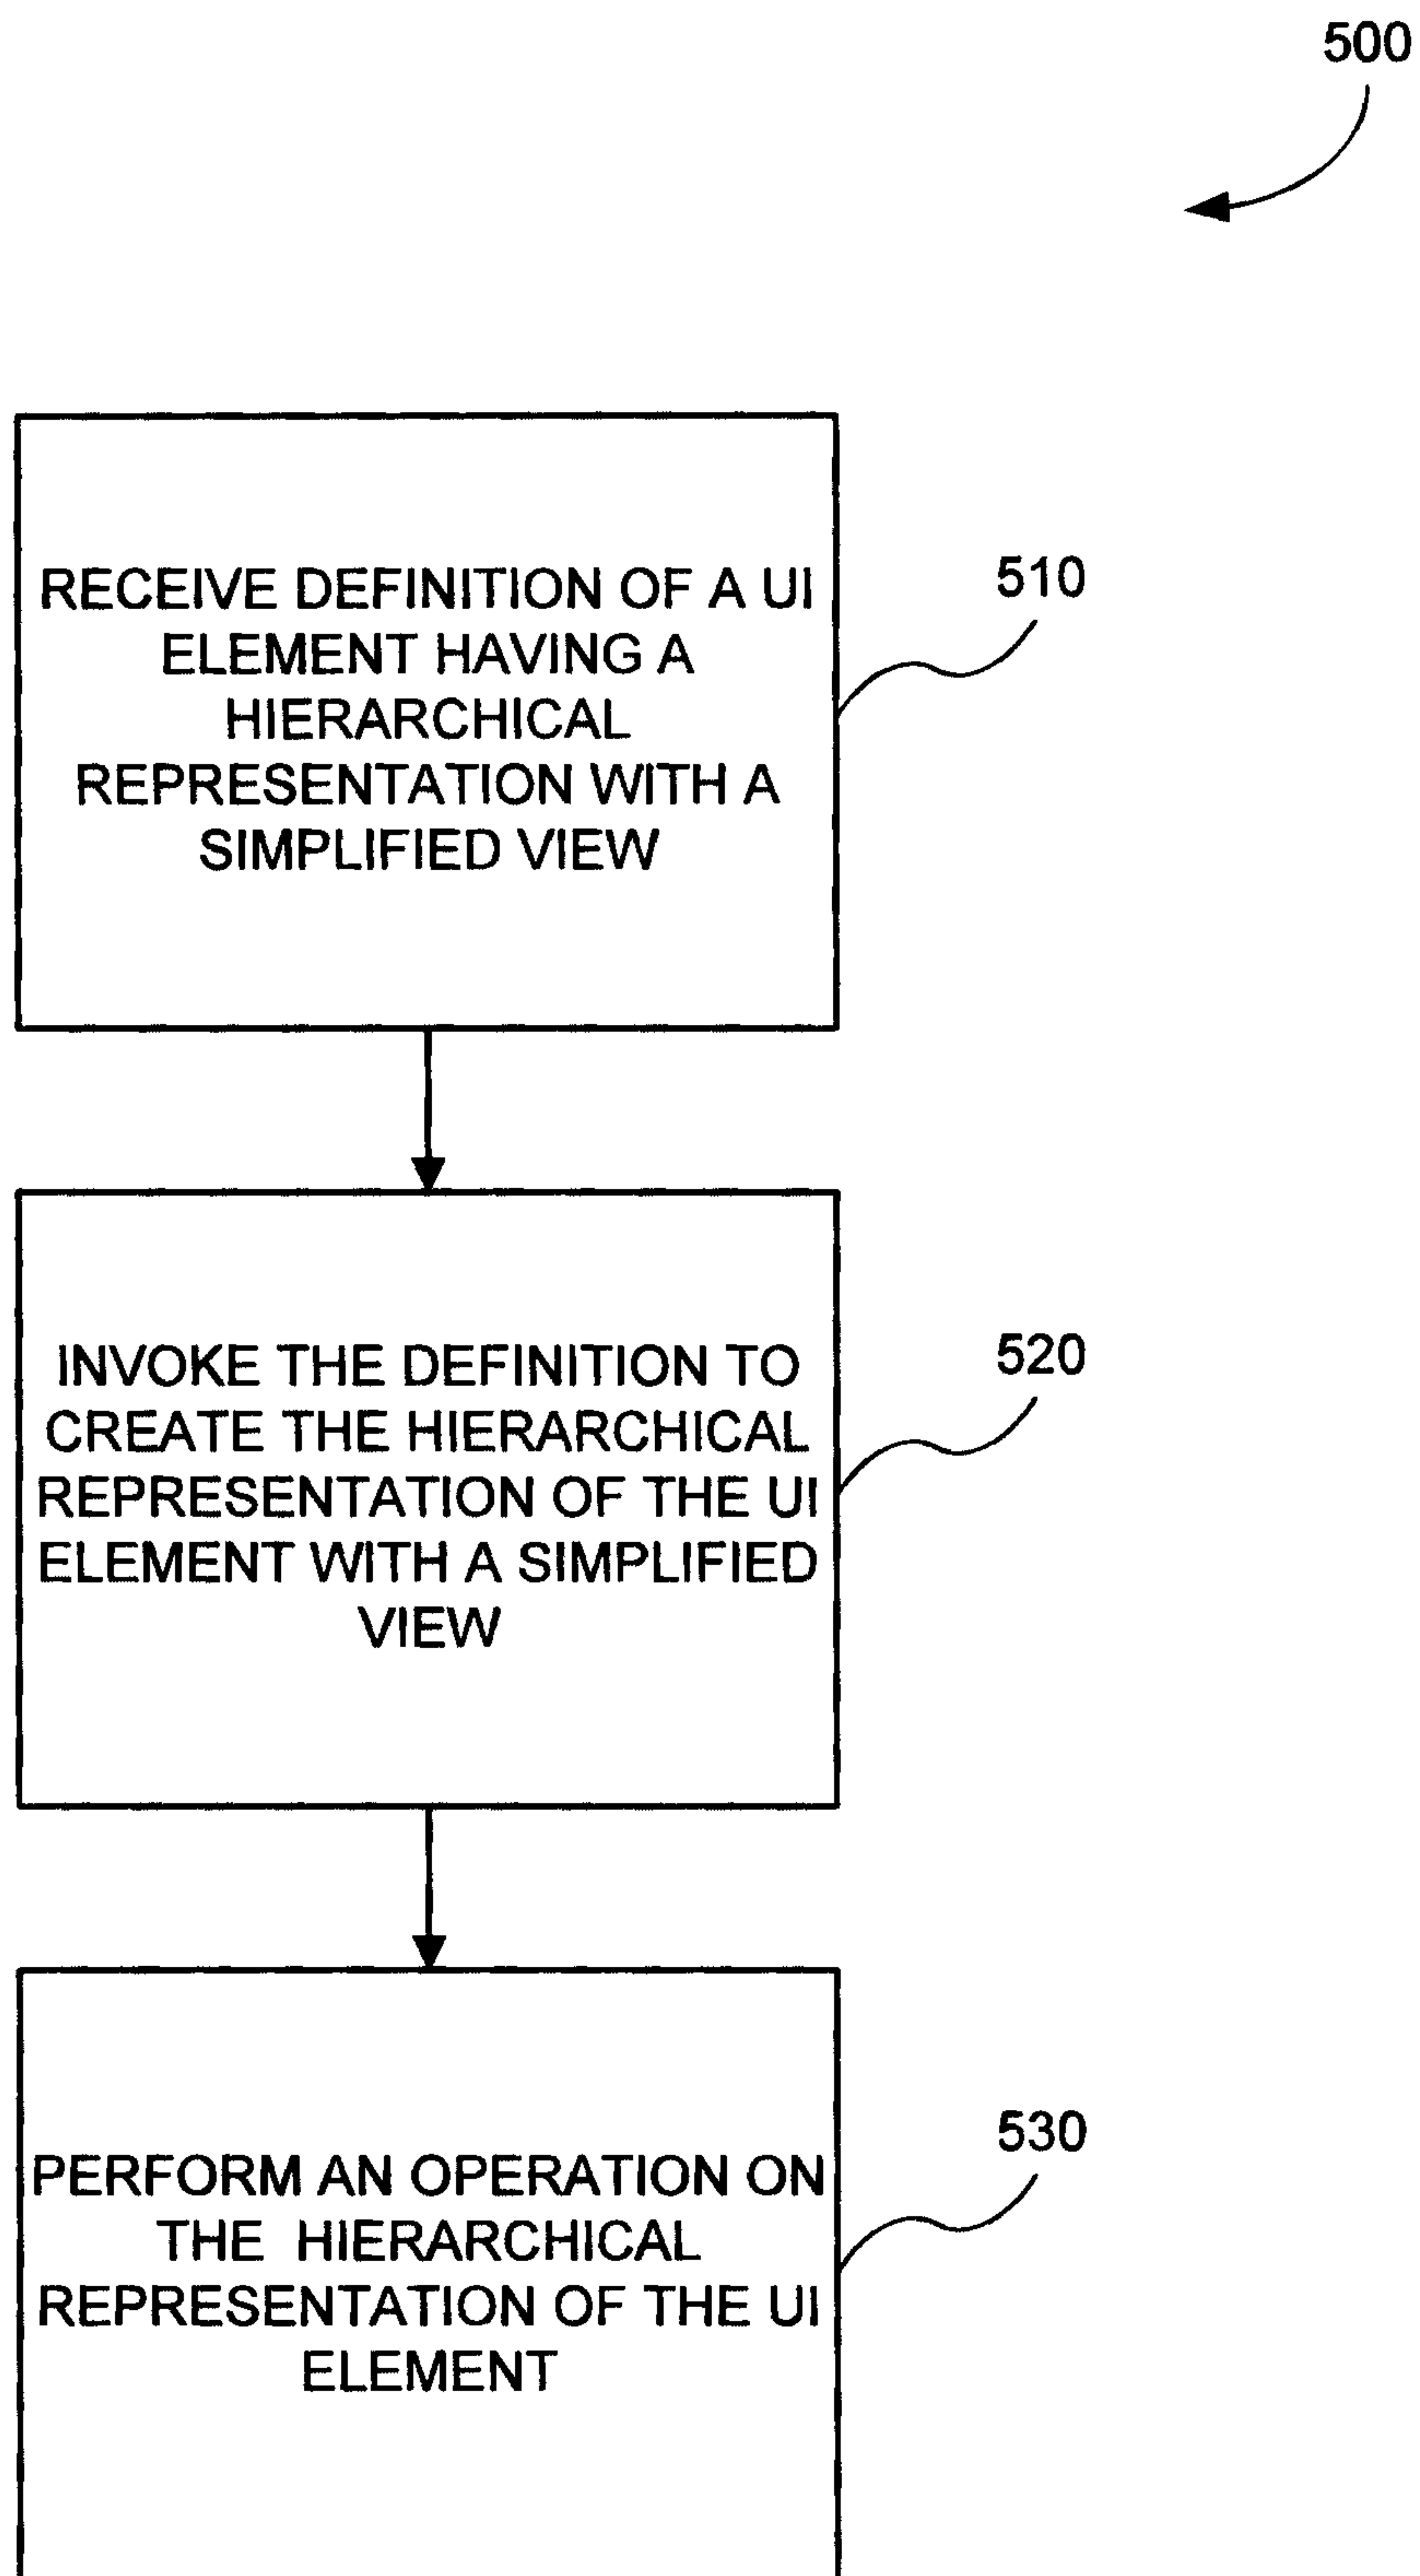 500
RECEIVE DEFINITION OF A UI
ELEMENT HAVING A
HIERARCHICAL
REPRESENTATION WITH A
SIMPLIFIED VIEW
510
INVOKE THE DEFINITION TO
CREATE THE HIERARCHICAL
REPRESENTATION OF THE UI
ELEMENT WITH A SIMPLIFIED
VIEW
520
PERFORM AN OPERATION ON
THE HIERARCHICAL
REPRESENTATION OF THE UI
ELEMENT
530